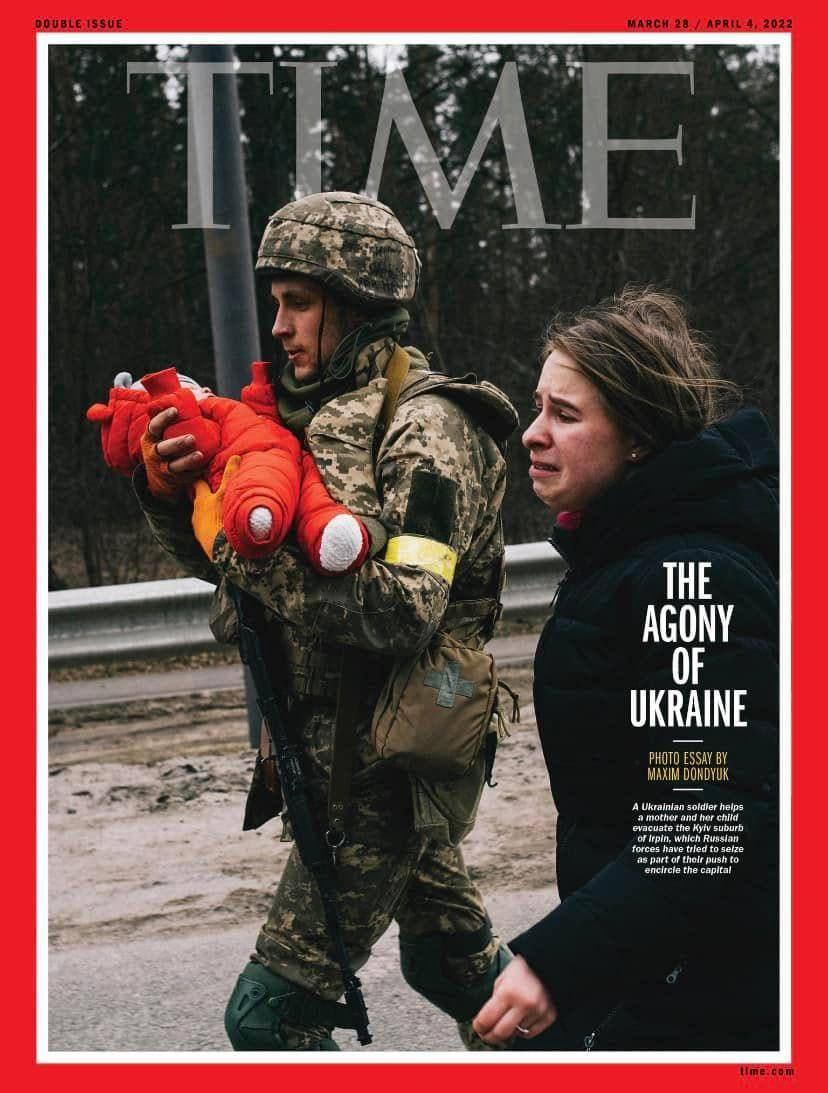 DOUBLE ISSUE
MARCH 28 / APRIL 4, 2022
TIME
THE
AGONY
OF
UKRAINE
PHOTO ESSAY BY
MAXIM DONDYUK
A Ukrainian soldier helps
a mother and her child
evacuate the Kyiv suburb
of Irpin, which Russian
forces have tried to seize
as part of their push to
encircle the capital
time.com